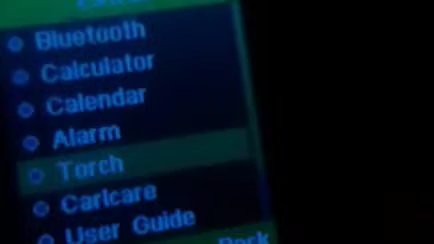 Bluetooth
Calculator
Calendar
Alarm
Torch
Carlcare
User Guide